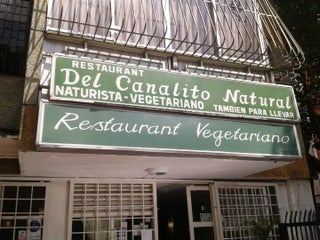 RESTAURANT
Del Canalito Natural
NATURISTA-VEGETARIANO TAMBIEN PARA LLEVAR
Restaurant Vegetariano